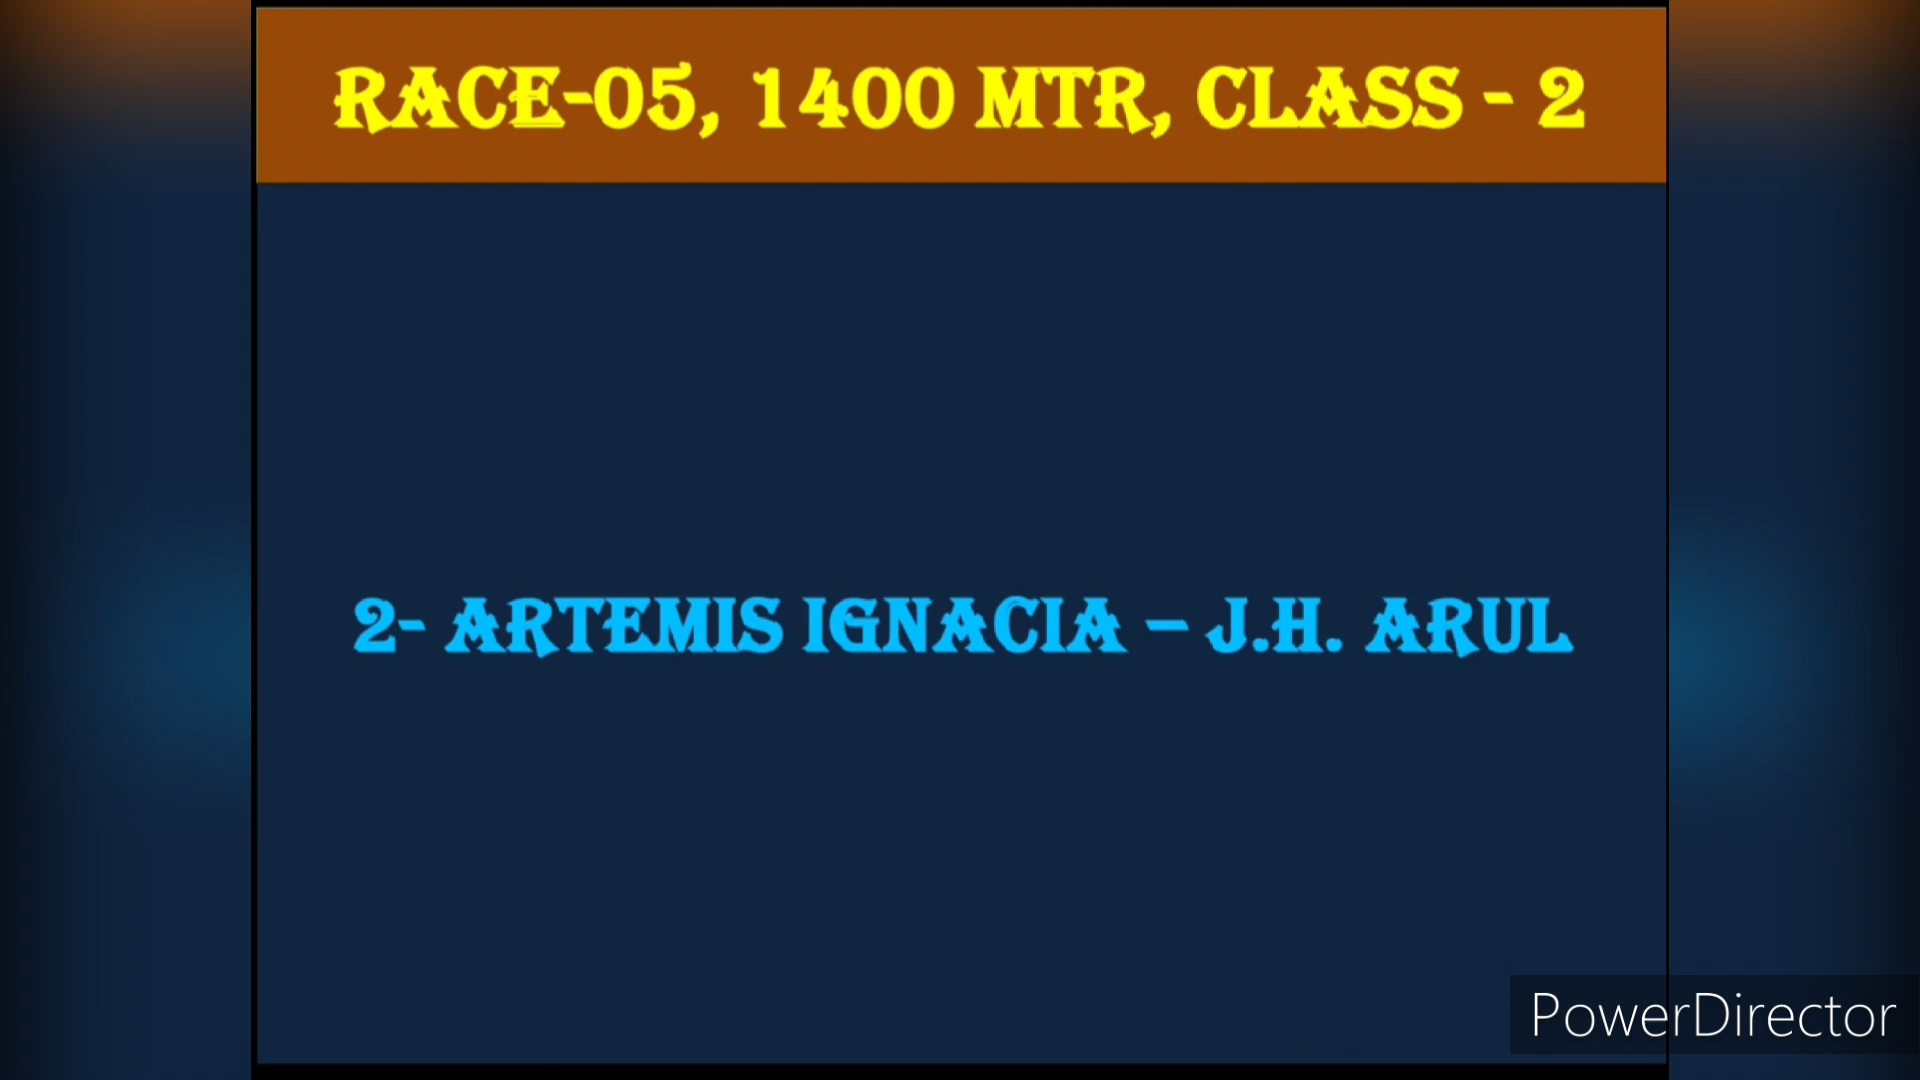 RACE-05, 1400 MTR, CLASS - 2
2- ARTEMIS IGNACIA – J.H. ARUL
PowerDirector